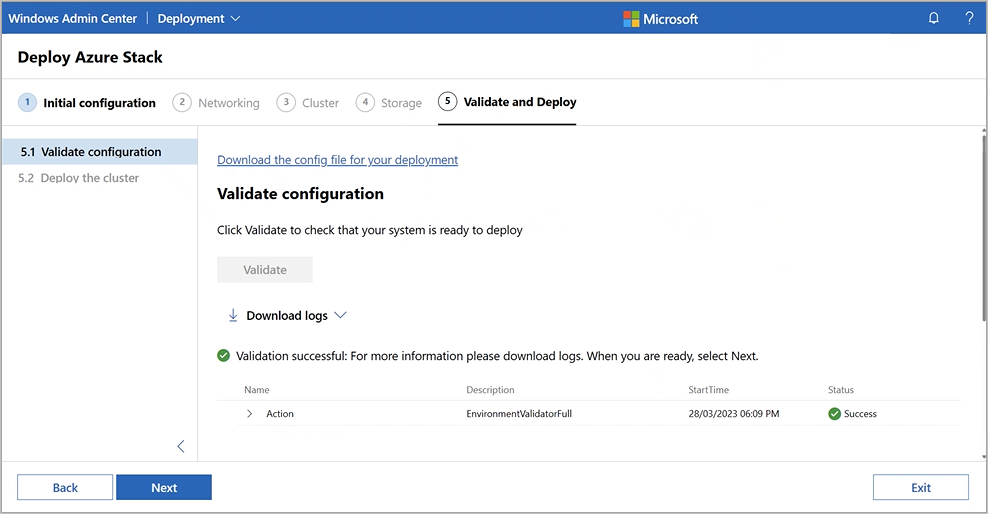 Windows Admin Center Deployment Microsoft ?
Deploy Azure Stack
1 Initial configuration 2 Networking 3 Cluster 4 Storage 5 Validate and Deploy
5.1 Validate configuration
5.2 Deploy the cluster
Download the config file for your deployment
Validate configuration
Click Validate to check that your system is ready to deploy
Validate
Download logs
Validation successful: For more information please download logs. When you are ready, select Next.
Name Description StartTime Status
Action EnvironmentValidatorFull 28/03/2023 06:09 PM Success
Back Next Exit